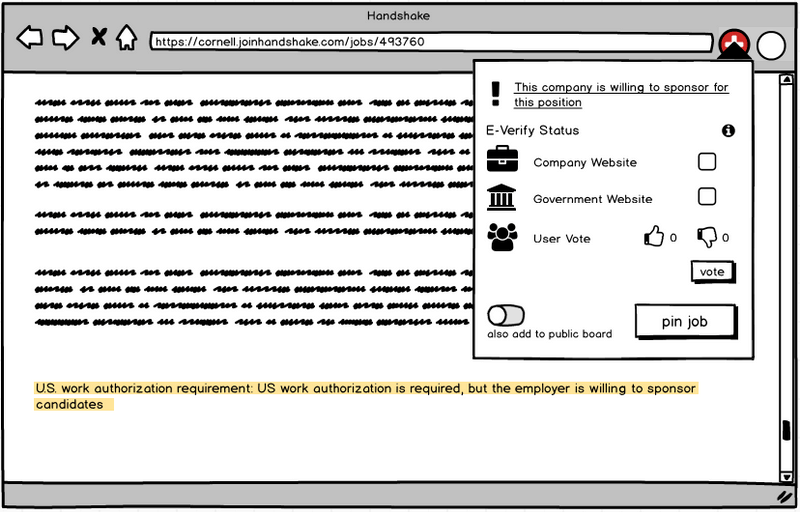 Handshake
https://cornell.joinhandshake.com/jobs/493760
This company is willing to sponsor for
this position
E-Verify Status
Company Website
Government Website
User Vote
0
0
vote
also add to public board
pin job
U.S. work authorization requirement: US work authorization is required, but the employer is willing to sponsor
candidates